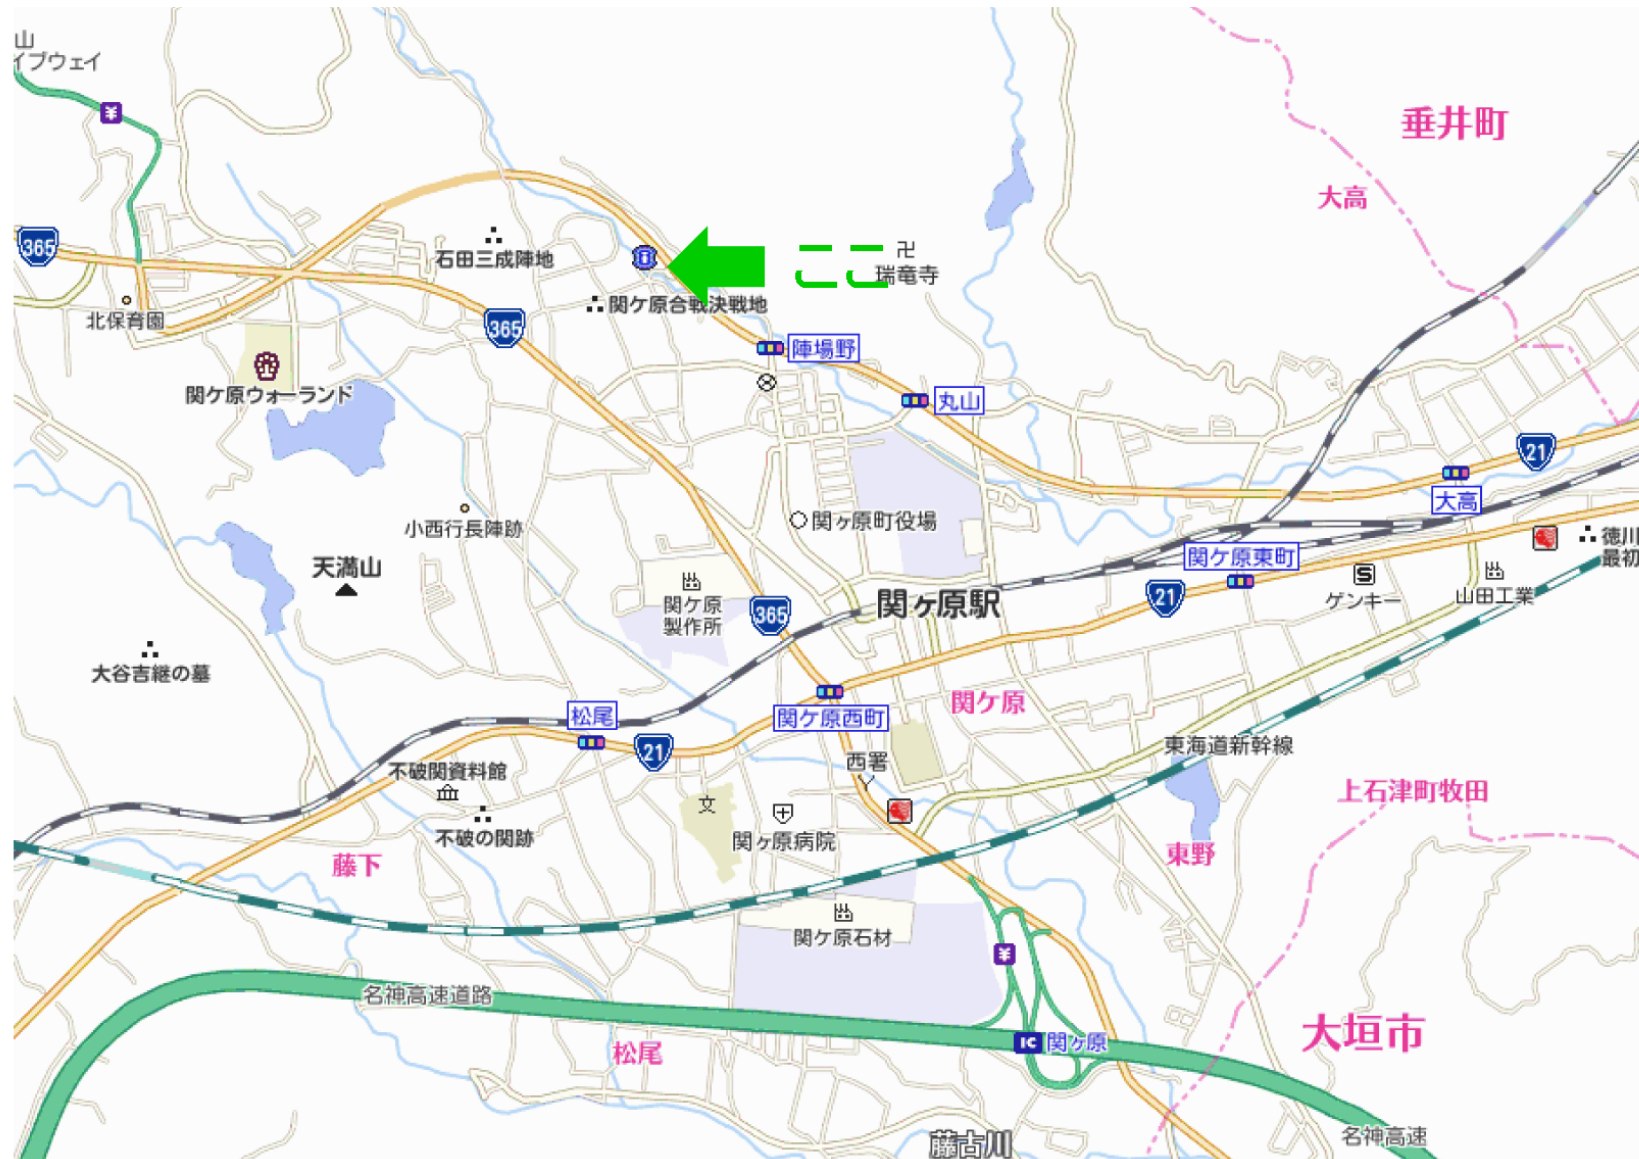 山
イブウェイ
¥
垂井町
大高
365
石田三成陣地
ここ
卍
瑞竜寺
関ケ原合戦決戦地
北保育園
365
陣場野
関ケ原ウォーランド
丸山
21
大高
小西行長陣跡
関ヶ原町役場
徳川
最初
関ケ原東町
天満山
関ケ原
製作所
365
関ヶ原駅
21
S
ゲンキー
山田工業
大谷吉継の墓
関ケ原
松尾
関ケ原西町
21
東海道新幹線
西署
不破関資料館
上石津町牧田
文
不破の関跡
関ヶ原病院
藤下
東野
関ケ原石材
¥
名神高速道路
大垣市
IC 関ヶ原
松尾
藤古川
名神高速